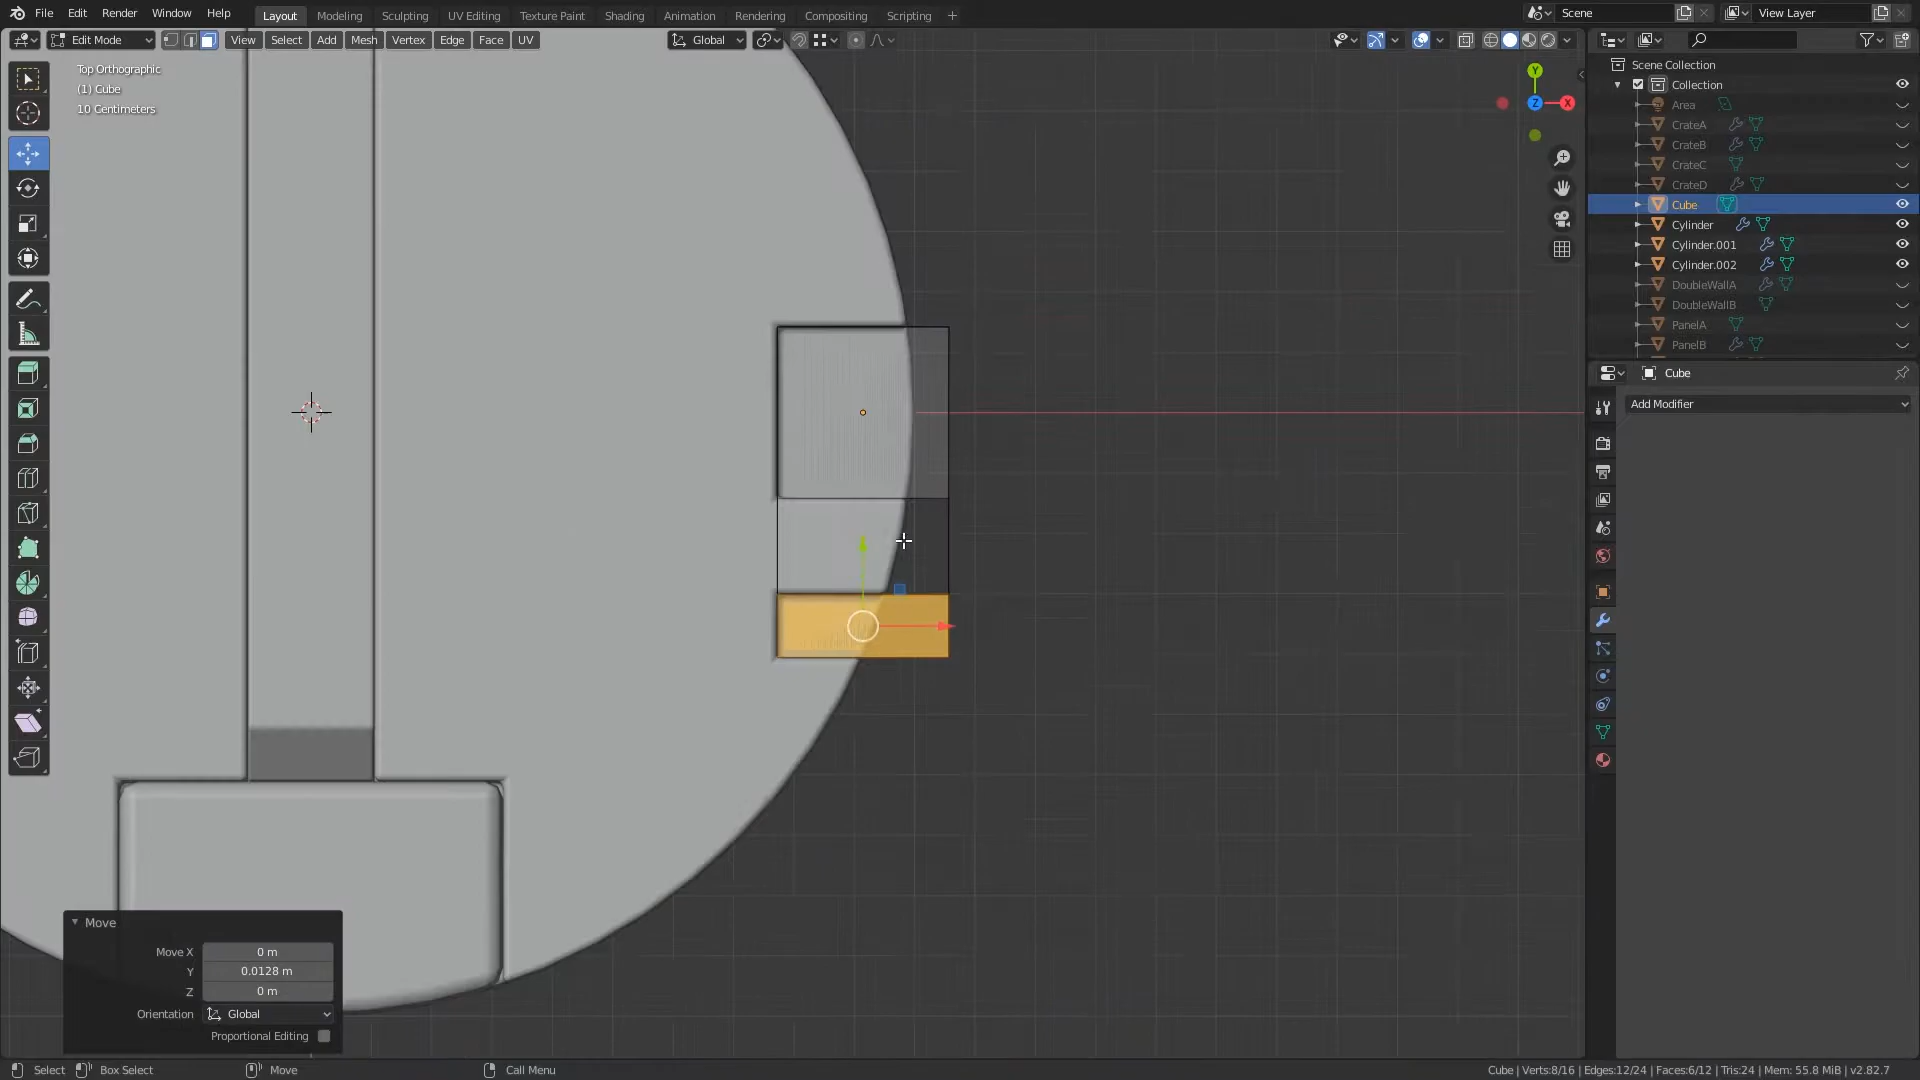 File Edit Render Window Help Layout Modeling Sculpting UV Editing Texture Paint Shading Animation Rendering Compositing Scripting + Scene View Layer
Edit Mode View Select Add Mesh Vertex Edge Face UV Global
Top Orthographic
(1) Cube
10 Centimeters
Y
Z X
Scene Collection
Collection
Area
CrateA
CrateB
CrateC
CrateD
Cube
Cylinder
Cylinder.001
Cylinder.002
DoubleWallA
DoubleWallB
PanelA
PanelB
Cube
Add Modifier
Move
Move X 0 m
Y 0.0128 m
Z 0 m
Orientation Global
Proportional Editing
Select Box Select Move Call Menu Cube | Verts:8/16 | Edges:12/24 | Faces:6/12 | Tris:24 | Mem: 55.8 MiB | v2.82.7